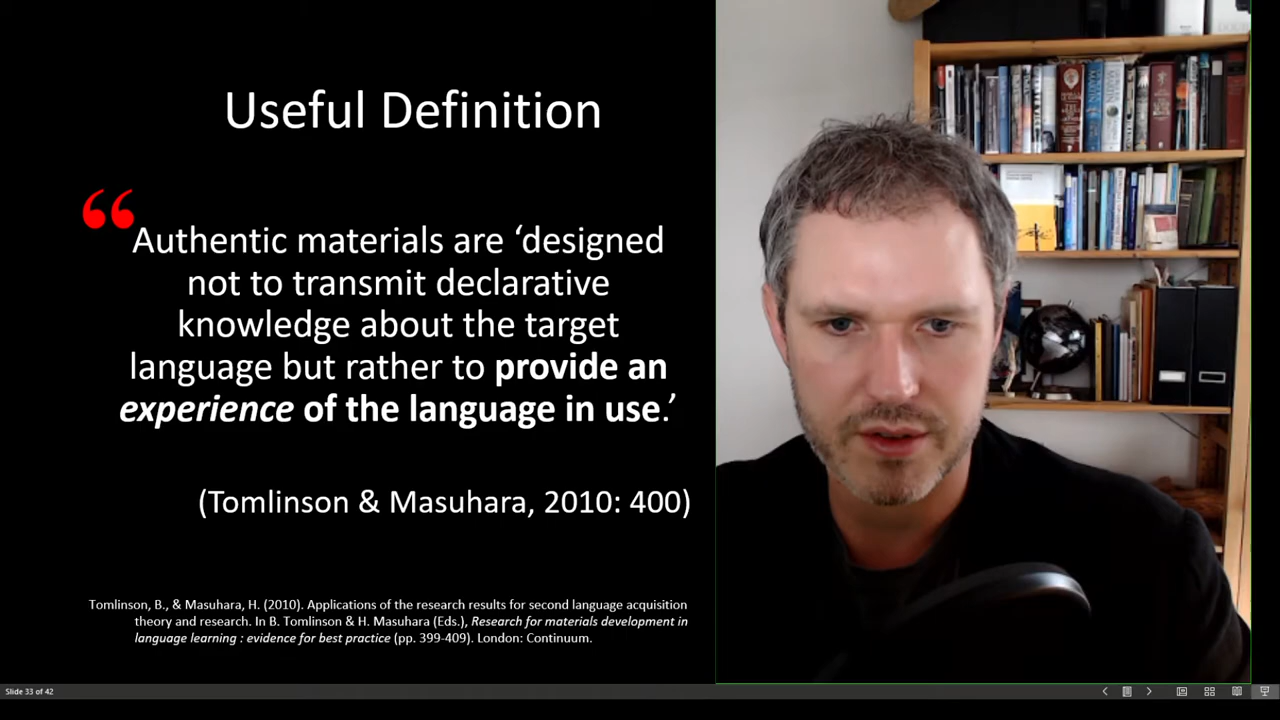 Useful Definition
“
Authentic materials are ‘designed
not to transmit declarative
knowledge about the target
language but rather to provide an
experience of the language in use.’
(Tomlinson & Masuhara, 2010: 400)
Tomlinson, B., & Masuhara, H. (2010). Applications of the research results for second language acquisition
theory and research. In B. Tomlinson & H. Masuhara (Eds.), Research for materials development in
language learning : evidence for best practice (pp. 399-409). London: Continuum.
Slide 33 of 42